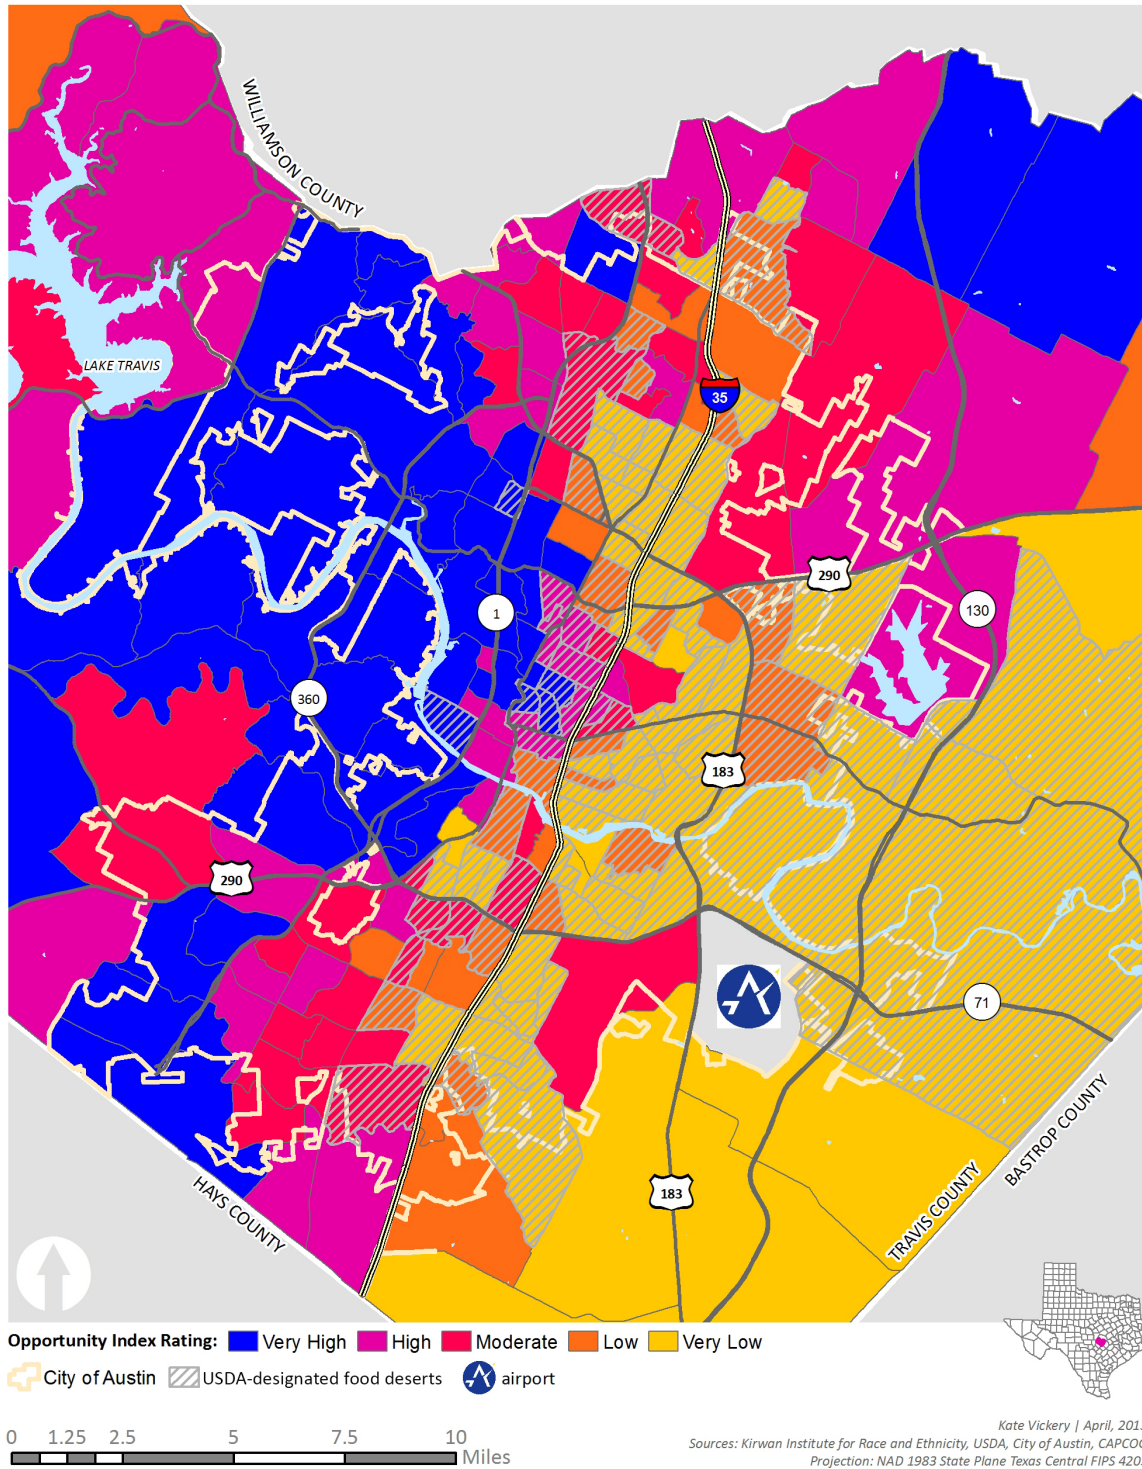 WILLIAMSON COUNTY
LAKE TRAVIS
35
290
1
130
360
183
290
71
183
HAYS COUNTY
TRAVIS COUNTY
BASTROP COUNTY
Opportunity Index Rating: Very High High Moderate Low Very Low
City of Austin USDA-designated food deserts airport
0 1.25 2.5 5 7.5 10
Miles
Kate Vickery | April, 201
Sources: Kirwan Institute for Race and Ethnicity, USDA, City of Austin, CAPCO
Projection: NAD 1983 State Plane Texas Central FIPS 420